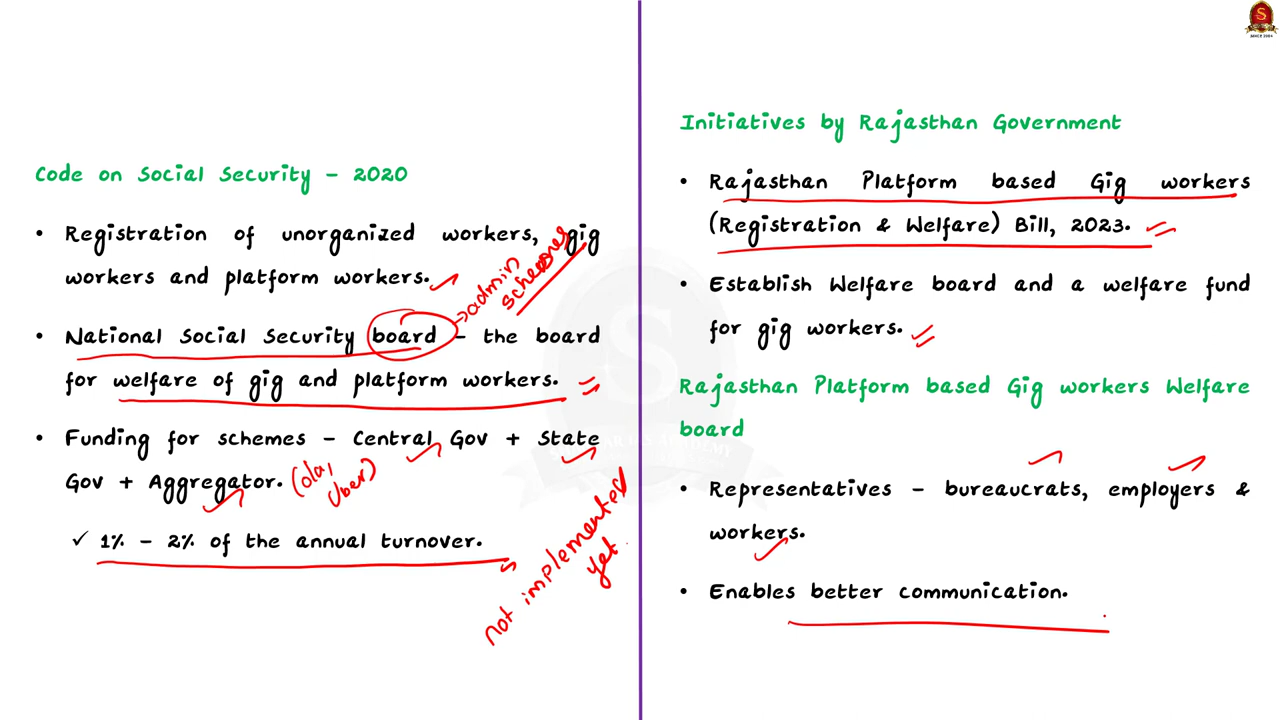 Code on Social Security - 2020
• Registration of unorganized workers, gig
workers and platform workers.
→admin
schemes
• National Social Security board - the board
for welfare of gig and platform workers.
• Funding for schemes - Central Gov + State
Gov + Aggregator. (ola,
Uber)
✓ 1% - 2% of the annual turnover.
not implemented
yet
Initiatives by Rajasthan Government
• Rajasthan Platform based Gig workers
(Registration & Welfare) Bill, 2023.
• Establish Welfare board and a welfare fund
for gig workers.
Rajasthan Platform based Gig workers Welfare
board
• Representatives - bureaucrats, employers &
workers.
• Enables better communication.
S